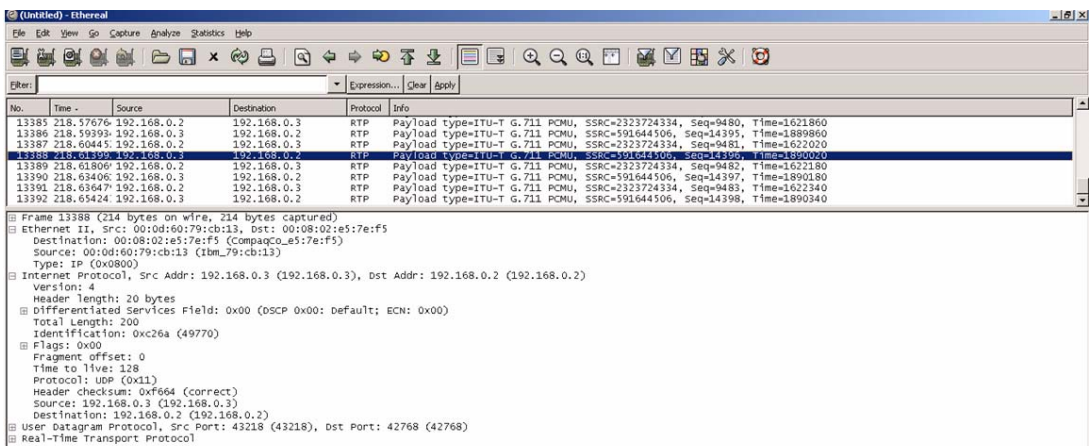 (Untitled) - Ethereal
File Edit View Go Capture Analyze Statistics Help
Filter: Expression... Clear Apply
No. Time - Source Destination Protocol Info
13385 218.57676 192.168.0.2 192.168.0.3 RTP Payload type=ITU-T G.711 PCMU, SSRC=2323724334, Seq=9480, Time=1621860
13386 218.59393 192.168.0.3 192.168.0.2 RTP Payload type=ITU-T G.711 PCMU, SSRC=591644506, Seq=14395, Time=1889860
13387 218.60445 192.168.0.2 192.168.0.3 RTP Payload type=ITU-T G.711 PCMU, SSRC=2323724334, Seq=9481, Time=1622020
13388 218.61399 192.168.0.3 192.168.0.2 RTP Payload type=ITU-T G.711 PCMU, SSRC=591644506, Seq=14396, Time=1890020
13389 218.61806 192.168.0.2 192.168.0.3 RTP Payload type=ITU-T G.711 PCMU, SSRC=2323724334, Seq=9482, Time=1622180
13390 218.63406 192.168.0.3 192.168.0.2 RTP Payload type=ITU-T G.711 PCMU, SSRC=591644506, Seq=14397, Time=1890180
13391 218.63647 192.168.0.2 192.168.0.3 RTP Payload type=ITU-T G.711 PCMU, SSRC=2323724334, Seq=9483, Time=1622340
13392 218.65424 192.168.0.3 192.168.0.2 RTP Payload type=ITU-T G.711 PCMU, SSRC=591644506, Seq=14398, Time=1890340
Frame 13388 (214 bytes on wire, 214 bytes captured)
Ethernet II, Src: 00:0d:60:79:cb:13, Dst: 00:08:02:e5:7e:f5
Destination: 00:08:02:e5:7e:f5 (CompaqCo_e5:7e:f5)
Source: 00:0d:60:79:cb:13 (Ibm_79:cb:13)
Type: IP (0x0800)
Internet Protocol, Src Addr: 192.168.0.3 (192.168.0.3), Dst Addr: 192.168.0.2 (192.168.0.2)
Version: 4
Header length: 20 bytes
Differentiated Services Field: 0x00 (DSCP 0x00: Default; ECN: 0x00)
Total Length: 200
Identification: 0xc26a (49770)
Flags: 0x00
Fragment offset: 0
Time to live: 128
Protocol: UDP (0x11)
Header checksum: 0xf664 (correct)
Source: 192.168.0.3 (192.168.0.3)
Destination: 192.168.0.2 (192.168.0.2)
User Datagram Protocol, Src Port: 43218 (43218), Dst Port: 42768 (42768)
Real-Time Transport Protocol